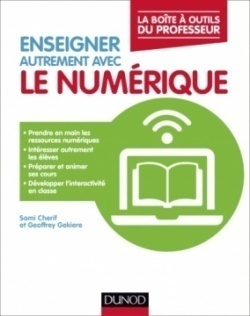 LA BOÎTE À OUTILS
DU PROFESSEUR
ENSEIGNER
AUTREMENT AVEC
LE NUMÉRIQUE
• Prendre en main les
ressources numériques
• Intéresser autrement
les élèves
• Préparer et animer
ses cours
• Développer l'interactivité
en classe
Sami Cherif
et Geoffrey Gekiere
DUNOD